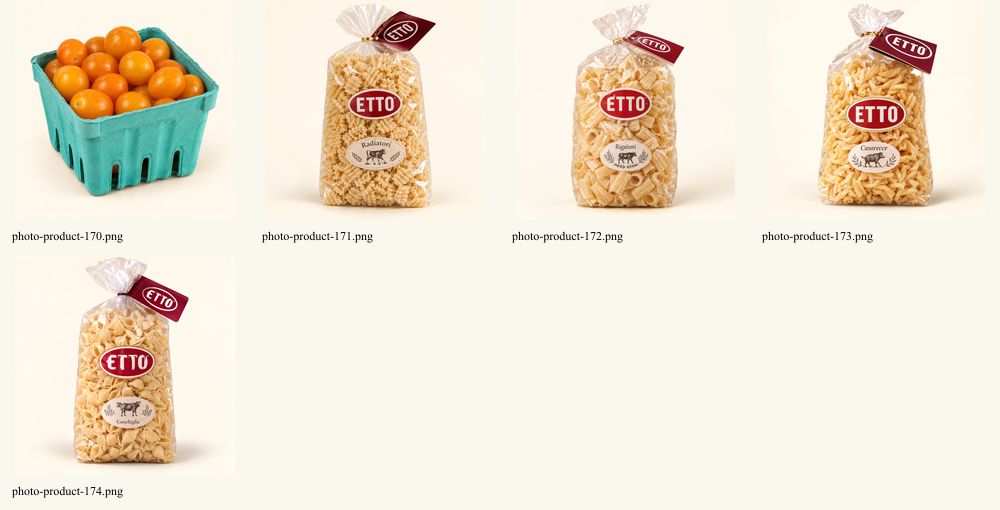 ETTO
ETTO
Radiatori
ETTO
ETTO
Rigatoni
ETTO
ETTO
Casarecce
photo-product-170.png
photo-product-171.png
photo-product-172.png
photo-product-173.png
ETTO
ETTO
Conchiglie
photo-product-174.png